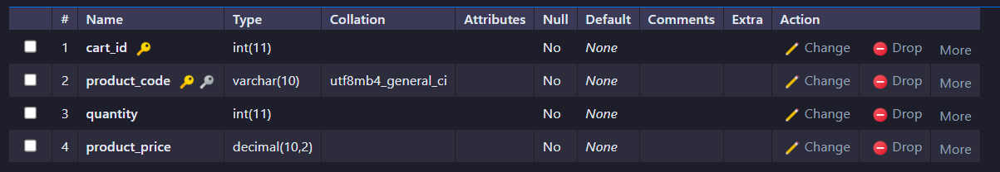 # Name Type Collation Attributes Null Default Comments Extra Action
1 cart_id int(11) No None Change Drop More
2 product_code varchar(10) utf8mb4_general_ci No None Change Drop More
3 quantity int(11) No None Change Drop More
4 product_price decimal(10,2) No None Change Drop More